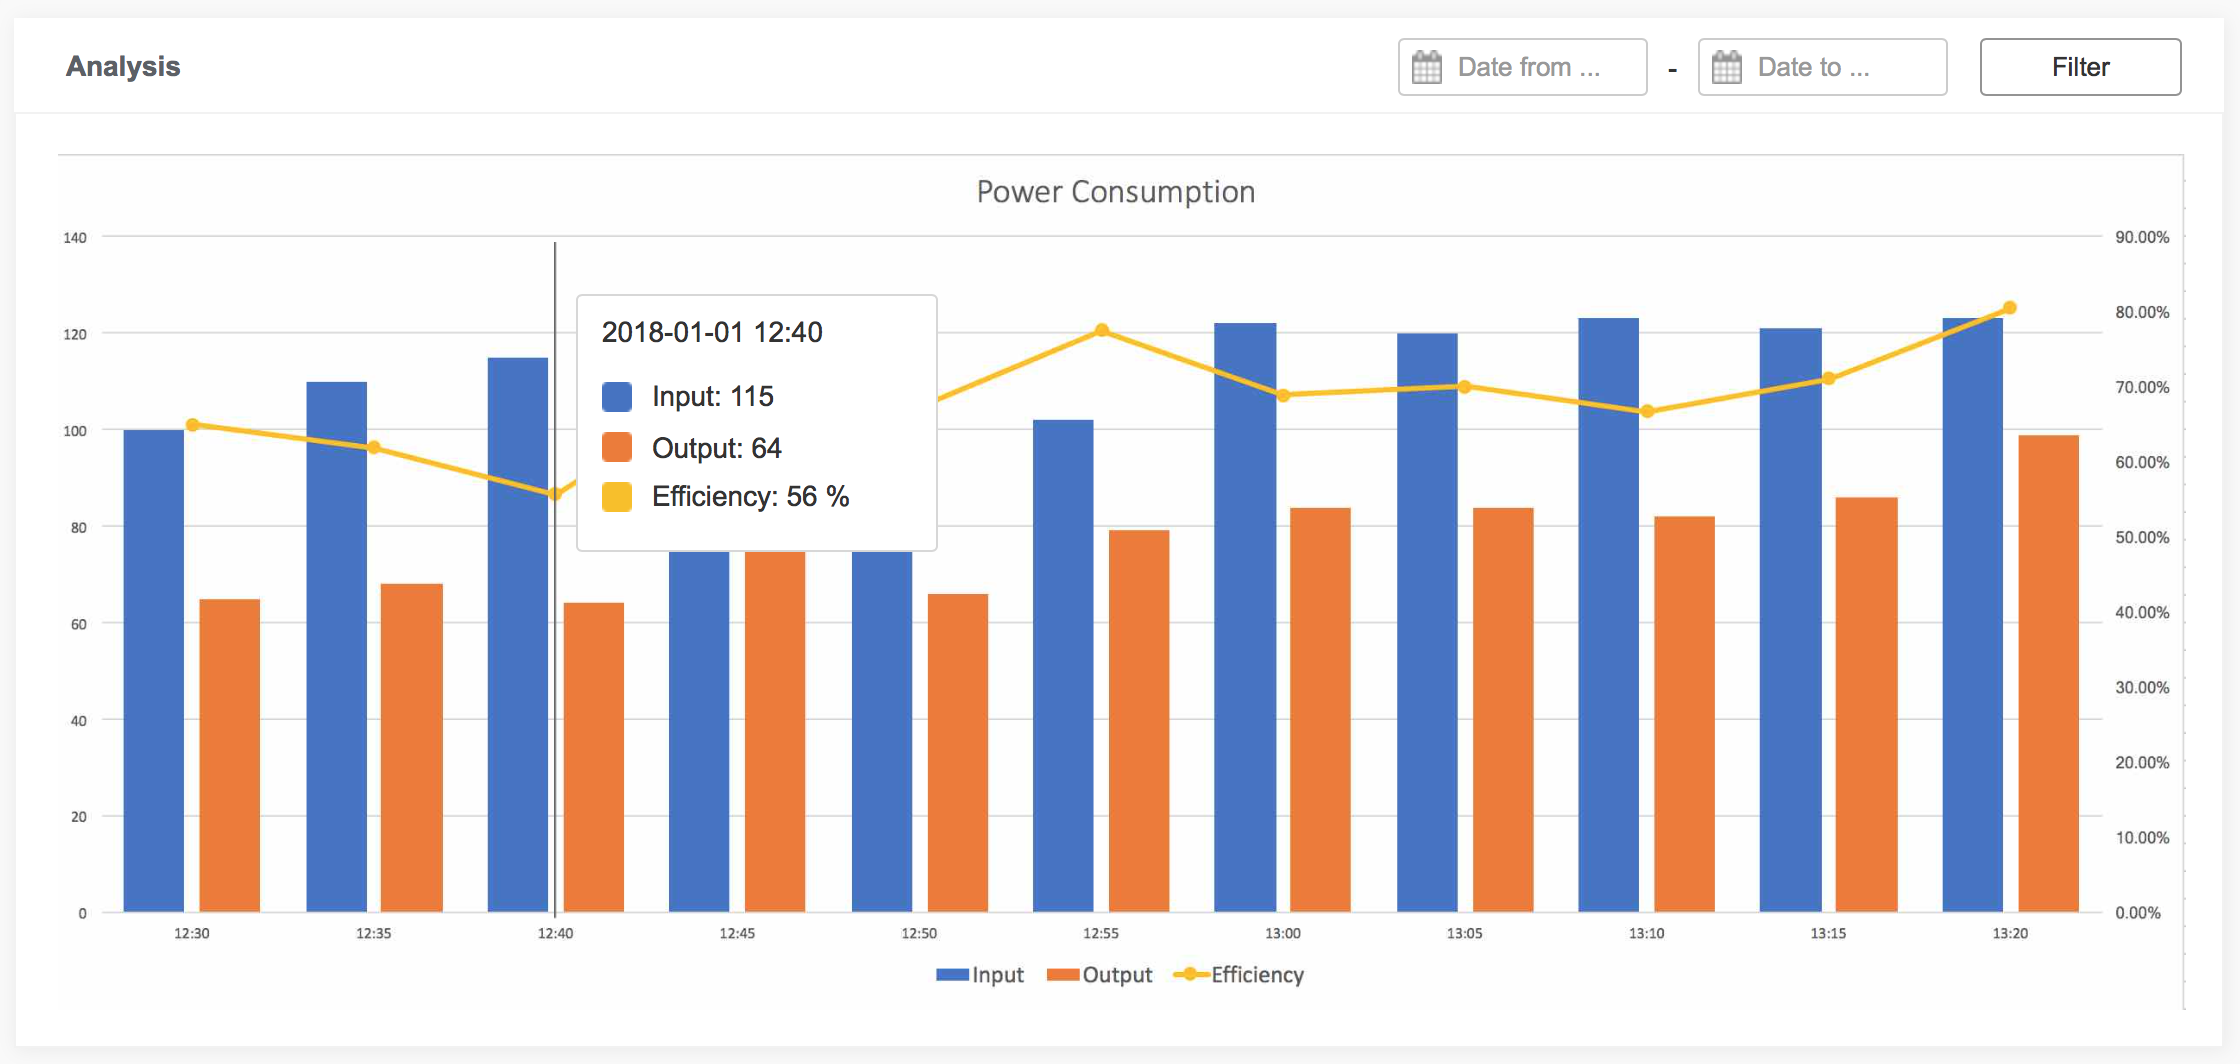 Analysis
Date from ... - Date to ... Filter
Power Consumption
140 90.00%
120 80.00%
100 70.00%
80 60.00%
60 50.00%
40 40.00%
20 30.00%
0 20.00%
10.00%
0.00%
2018-01-01 12:40
Input: 115
Output: 64
Efficiency: 56 %
12:30 12:35 12:40 12:45 12:50 12:55 13:00 13:05 13:10 13:15 13:20
Input Output Efficiency